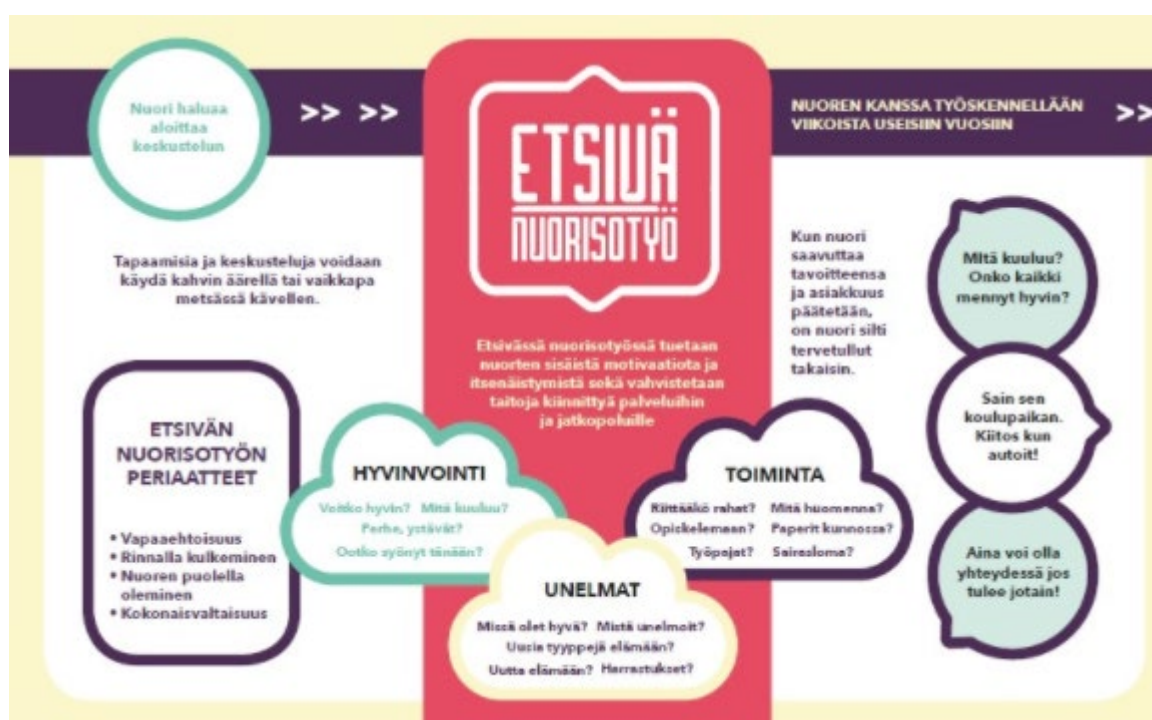 Nuori haluaa
aloittaa
keskustelun
>> >>
Tapaamisia ja keskusteluja voidaan
käydä kahvin äärellä tai vaikkapa
metsässä kävellen.
ETSIVÄN
NUORISOTYÖN
PERIAATTEET
• Vapaaehtoisuus
• Rinnalla kulkeminen
• Nuoren puolella
oleminen
• Kokonaisvaltaisuus
ETSIVÄ
NUORISOTYÖ
Etsivässä nuorisotyössä tuetaan
nuorten sisäistä motivaatiota ja
itsenäistymistä sekä vahvistetaan
taitoja kiinnittyä palveluihin
ja jatkopoluille
HYVINVOINTI
Voitko hyvin? Mitä kuuluu?
Perhe, ystävät?
Ootko syönyt tänään?
UNELMAT
Missä olet hyvä? Mistä unelmoit?
Uusia tyyppejä elämään?
Uutta elämään? Harrastukset?
TOIMINTA
Riittääkö rahat? Mitä huomenna?
Opiskelemaan? Paperit kunnossa?
Työpajat? Sairasloma?
NUOREN KANSSA TYÖSKENNELLÄÄN
VIIKOISTA USEISIIN VUOSIIN
>>
Kun nuori
saavuttaa
tavoitteensa
ja asiakkuus
päätetään,
on nuori silti
tervetullut
takaisin.
Mitä kuuluu?
Onko kaikki
mennyt hyvin?
Sain sen
koulupaikan.
Kiitos kun
autoit!
Aina voi olla
yhteydessä jos
tulee jotain!